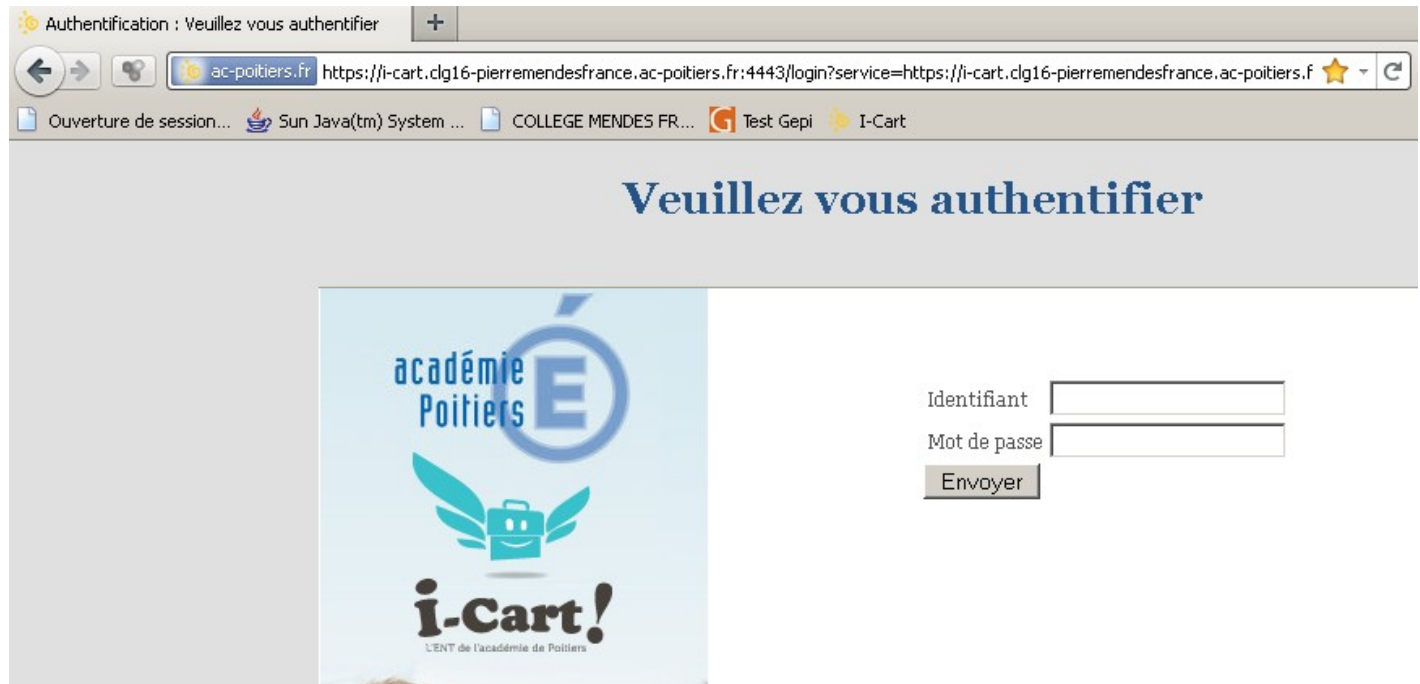 Authentification : Veuillez vous authentifier
ac-poitiers.fr https://i-cart.clg16-pierremendesfrance.ac-poitiers.fr:4443/login?service=https://i-cart.clg16-pierremendesfrance.ac-poitiers.f
Ouverture de session... Sun Java(tm) System ... COLLEGE MENDES FR... Test Gepi I-Cart
Veuillez vous authentifier
académie
Poitiers
É
i-Cart!
L'ENT de l'académie de Poitiers
Identifiant
Mot de passe
Envoyer